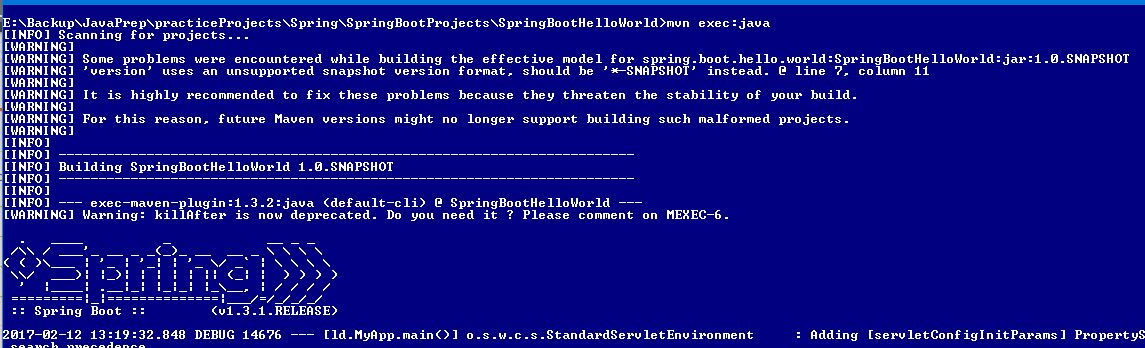 E:\Backup\JavaPrep\practiceProjects\Spring\SpringBootProjects\SpringBootHelloWorld>mvn exec:java
[INFO] Scanning for projects...
[WARNING]
[WARNING] Some problems were encountered while building the effective model for spring.boot.hello.world:SpringBootHelloWorld:jar:1.0.SNAPSHOT
[WARNING] 'version' uses an unsupported snapshot version format, should be '*-SNAPSHOT' instead. @ line 7, column 11
[WARNING]
[WARNING] It is highly recommended to fix these problems because they threaten the stability of your build.
[WARNING]
[WARNING] For this reason, future Maven versions might no longer support building such malformed projects.
[WARNING]
[INFO]
[INFO] ------------------------------------------------------------------------
[INFO] Building SpringBootHelloWorld 1.0.SNAPSHOT
[INFO] ------------------------------------------------------------------------
[INFO]
[INFO] --- exec-maven-plugin:1.3.2:java (default-cli) @ SpringBootHelloWorld ---
[WARNING] Warning: killAfter is now deprecated. Do you need it ? Please comment on MEXEC-6.
Spring
:: Spring Boot :: (v1.3.1.RELEASE)
2017-02-12 13:19:32.848 DEBUG 14676 --- [ld.MyApp.main()] o.s.w.c.s.StandardServletEnvironment : Adding [servletConfigInitParams] PropertyS
search precedence